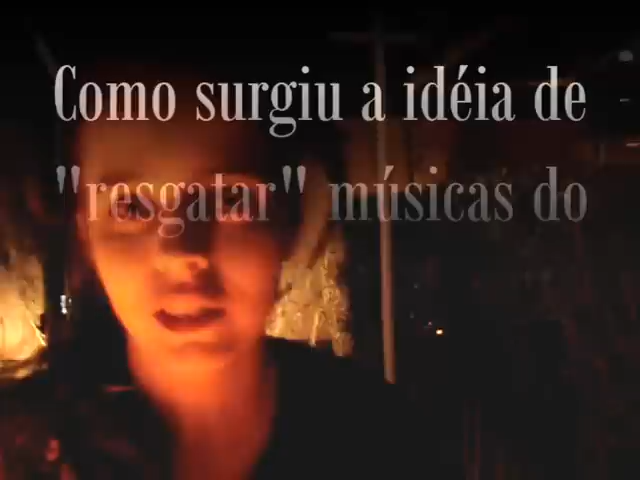 Como surgiu a idéia de
"resgatar" músicas do